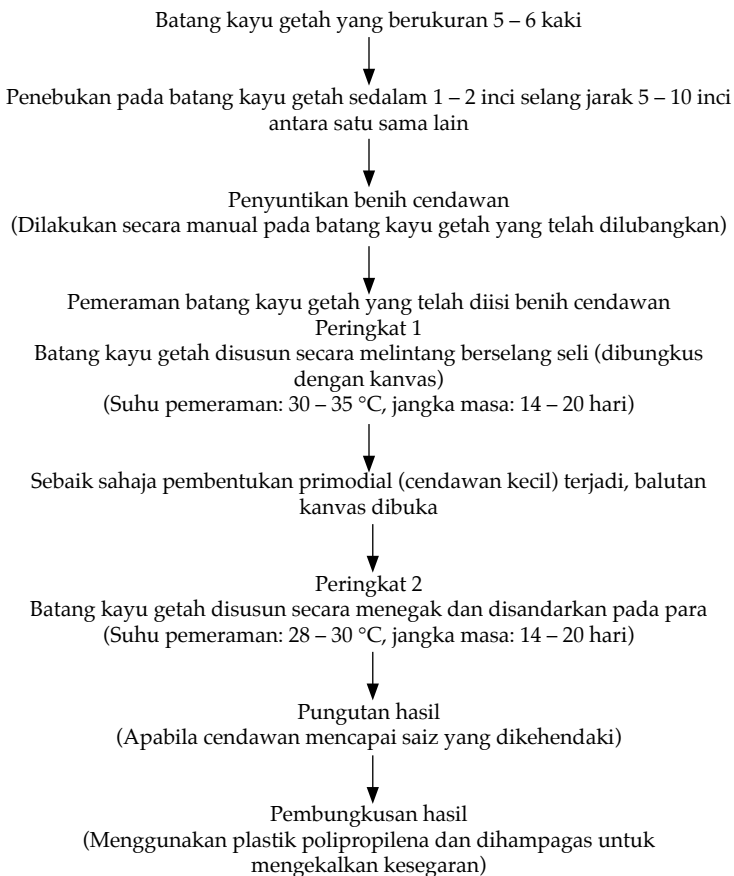 Batang kayu getah yang berukuran 5 – 6 kaki
Penebukan pada batang kayu getah sedalam 1 – 2 inci selang jarak 5 – 10 inci
antara satu sama lain
Penyuntikan benih cendawan
(Dilakukan secara manual pada batang kayu getah yang telah dilubangkan)
Pemeraman batang kayu getah yang telah diisi benih cendawan
Peringkat 1
Batang kayu getah disusun secara melintang berselang seli (dibungkus
dengan kanvas)
(Suhu pemeraman: 30 – 35 °C, jangka masa: 14 – 20 hari)
Sebaik sahaja pembentukan primodial (cendawan kecil) terjadi, balutan
kanvas dibuka
Peringkat 2
Batang kayu getah disusun secara menegak dan disandarkan pada para
(Suhu pemeraman: 28 – 30 °C, jangka masa: 14 – 20 hari)
Pungutan hasil
(Apabila cendawan mencapai saiz yang dikehendaki)
Pembungkusan hasil
(Menggunakan plastik polipropilena dan dihampagas untuk
mengekalkan kesegaran)